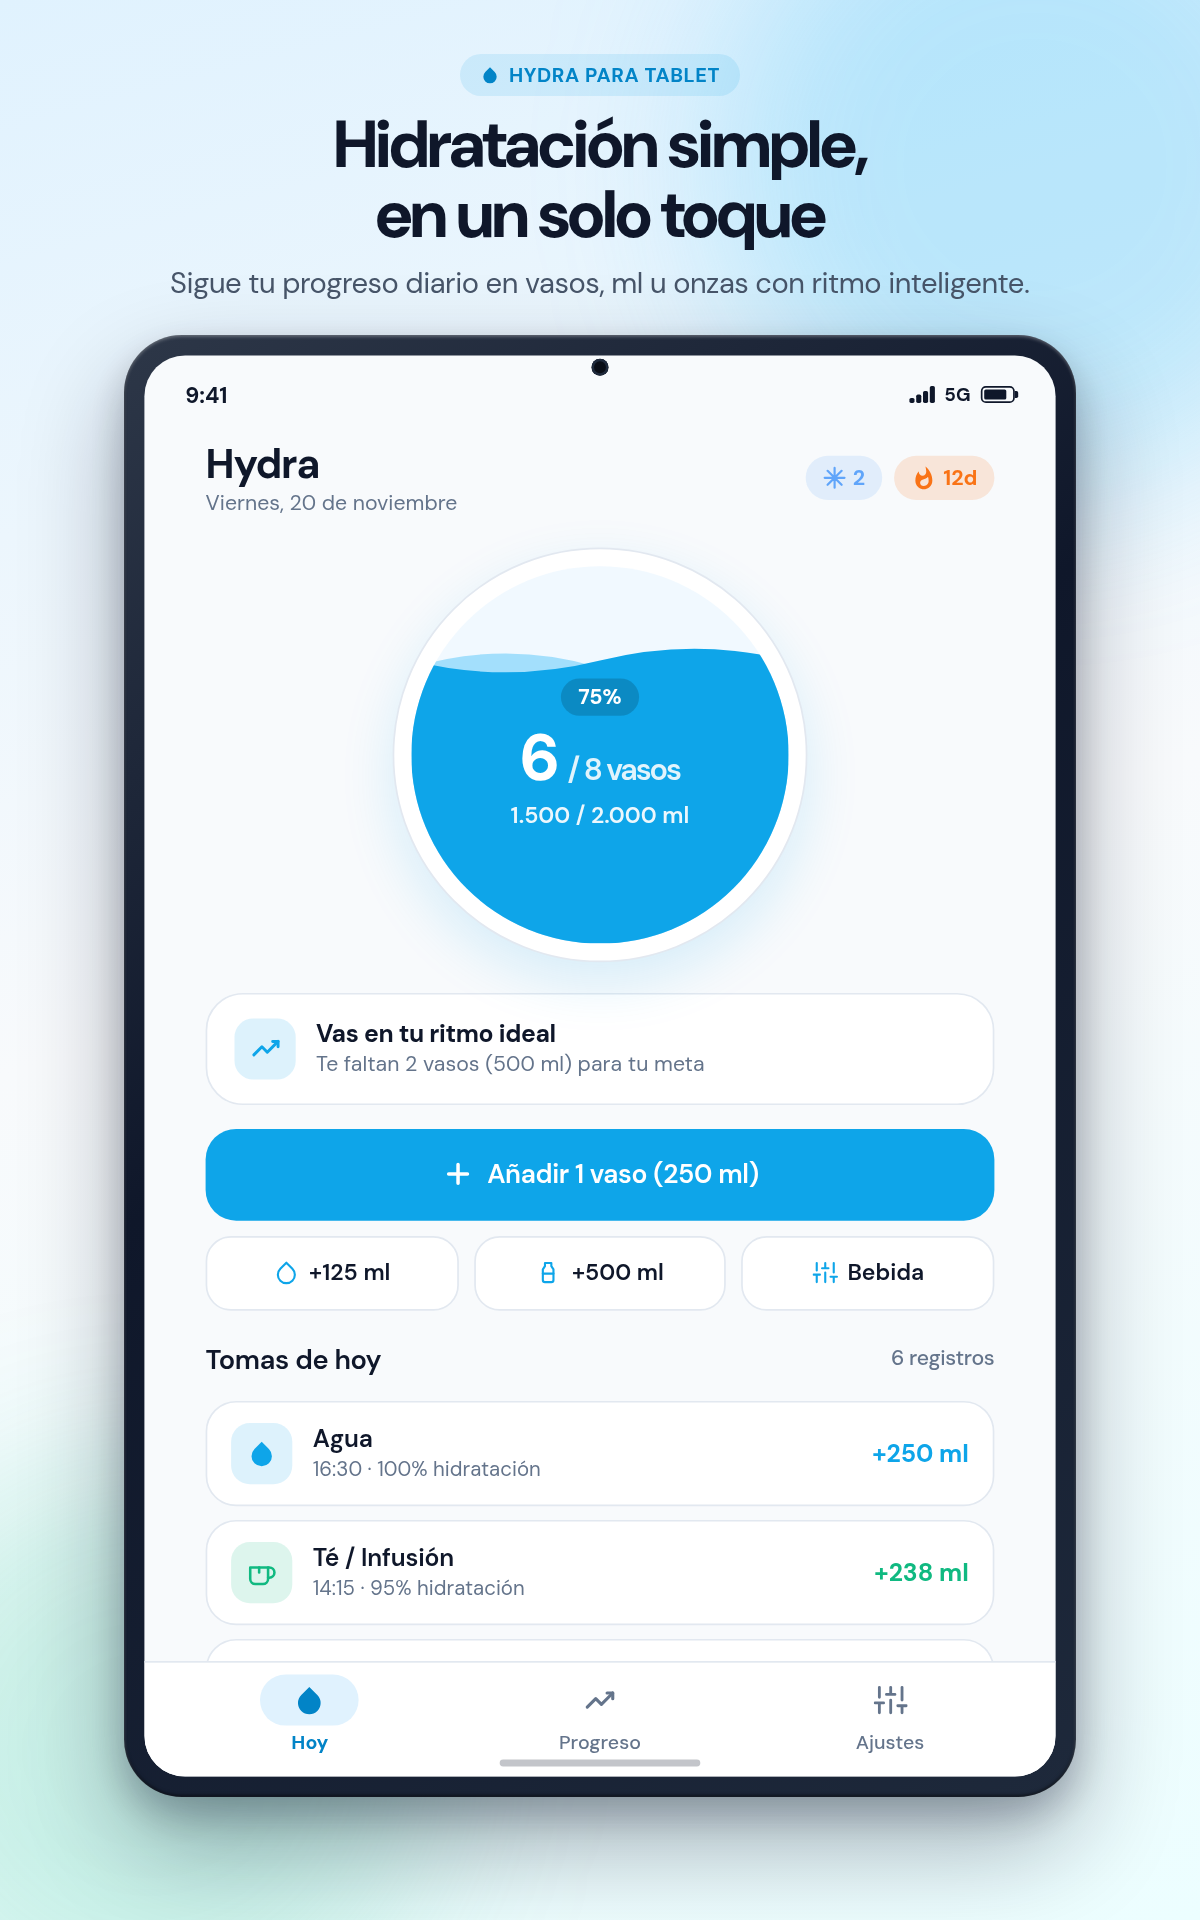 HYDRA PARA TABLET
Hidratación simple,
en un solo toque
Sigue tu progreso diario en vasos, ml u onzas con ritmo inteligente.
9:41
5G
Hydra
Viernes, 20 de noviembre
2
12d
75%
6 / 8 vasos
1.500 / 2.000 ml
Vas en tu ritmo ideal
Te faltan 2 vasos (500 ml) para tu meta
Añadir 1 vaso (250 ml)
+125 ml
+500 ml
Bebida
Tomas de hoy
6 registros
Agua
16:30 · 100% hidratación
+250 ml
Té / Infusión
14:15 · 95% hidratación
+238 ml
Hoy
Progreso
Ajustes